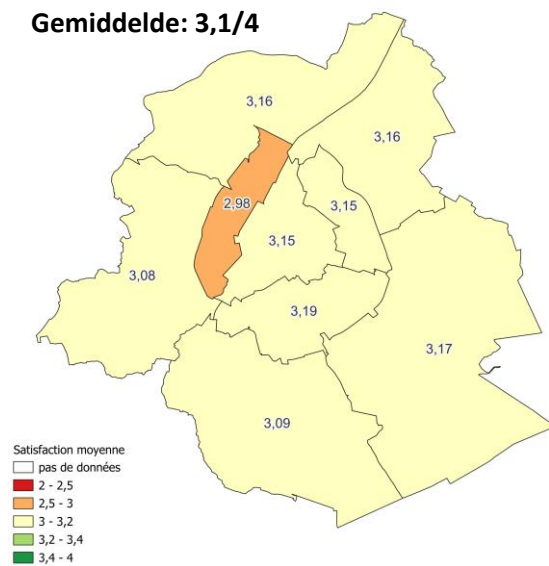 Gemiddelde: 3,1/4
3,16
3,16
2,98
3,15
3,15
3,08
3,19
3,17
3,09
Satisfaction moyenne
pas de données
2 - 2,5
2,5 - 3
3 - 3,2
3,2 - 3,4
3,4 - 4